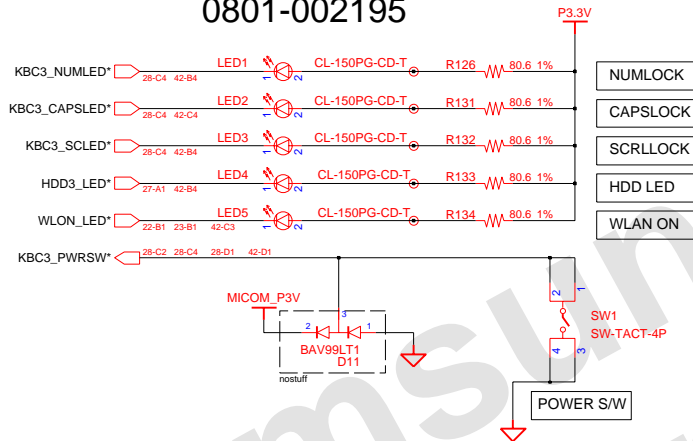 0801-002195
P3.3V
KBC3_NUMLED* 28-C4 42-B4 LED1 1 2 CL-150PG-CD-T R126 80.6 1% NUMLOCK
KBC3_CAPSLED* 28-C4 42-C4 LED2 1 2 CL-150PG-CD-T R131 80.6 1% CAPSLOCK
KBC3_SCLED* 28-C4 42-B4 LED3 1 2 CL-150PG-CD-T R132 80.6 1% SCRLLOCK
HDD3_LED* 27-A1 42-B4 LED4 1 2 CL-150PG-CD-T R133 80.6 1% HDD LED
WLON_LED* 22-B1 23-B1 42-C3 LED5 1 2 CL-150PG-CD-T R134 80.6 1% WLAN ON
KBC3_PWRSW* 28-C2 28-C4 28-D1 42-D1
MICOM_P3V
2 3 1
BAV99LT1
D11
nostuff
2 1
SW1
SW-TACT-4P
4 3
POWER S/W
msun